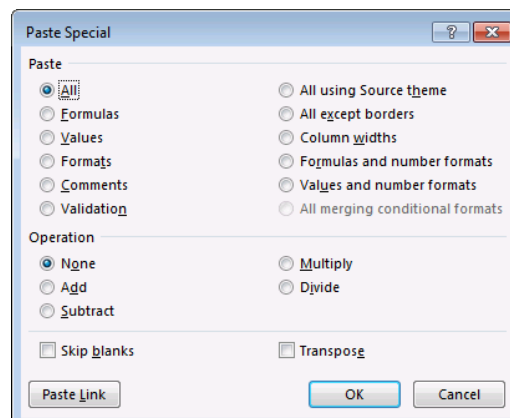 Paste Special
Paste
All
All using Source theme
Formulas
All except borders
Values
Column widths
Formats
Formulas and number formats
Comments
Values and number formats
Validation
All merging conditional formats
Operation
None
Multiply
Add
Divide
Subtract
Skip blanks
Transpose
Paste Link
OK
Cancel